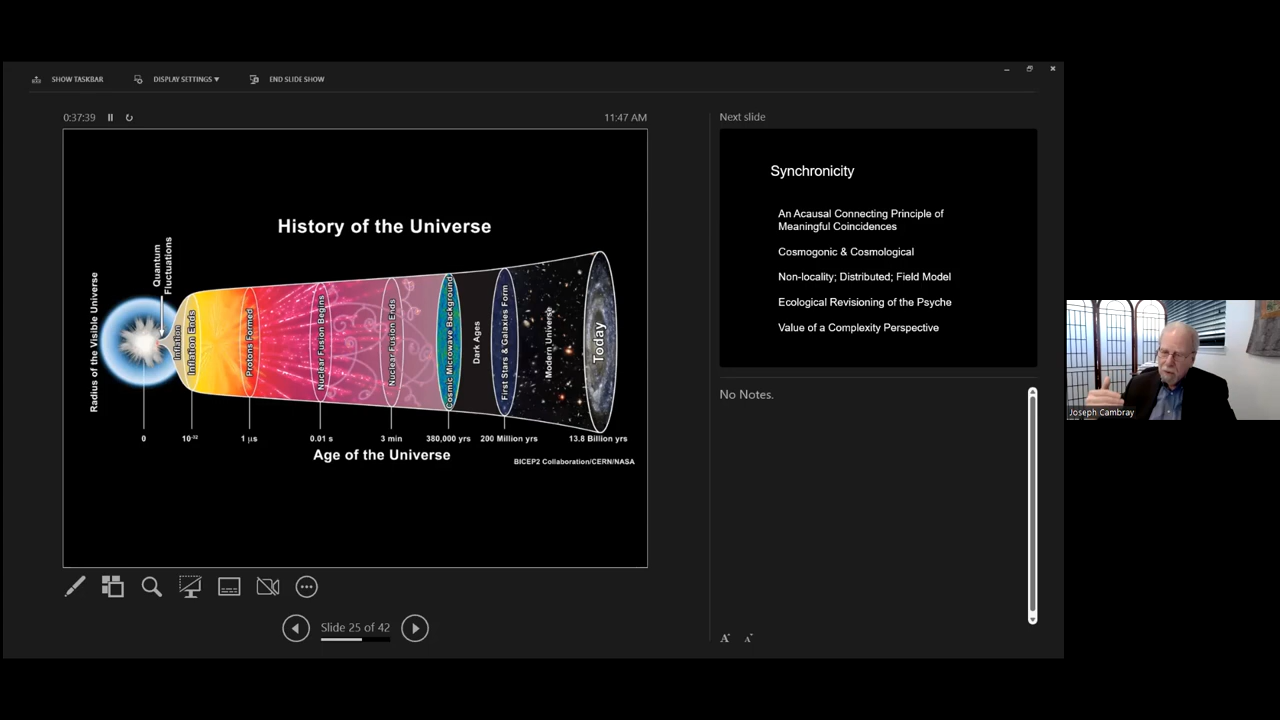 SHOW TASKBAR
DISPLAY SETTINGS ▼
END SLIDE SHOW
0:37:39
11:47 AM
History of the Universe
Radius of the Visible Universe
Quantum
Fluctuations
Inflation
Inflation Ends
Protons Formed
Nuclear Fusion Begins
Nuclear Fusion Ends
Cosmic Microwave Background
Dark Ages
First Stars & Galaxies Form
Modern Universe
Today
0
10⁻³²
1 µs
0.01 s
3 min
380,000 yrs
200 Million yrs
13.8 Billion yrs
Age of the Universe
BICEP2 Collaboration/CERN/NASA
Slide 25 of 42
Next slide
Synchronicity
An Acausal Connecting Principle of
Meaningful Coincidences
Cosmogonic & Cosmological
Non-locality; Distributed; Field Model
Ecological Revisioning of the Psyche
Value of a Complexity Perspective
No Notes.
A
A
Joseph Cambray